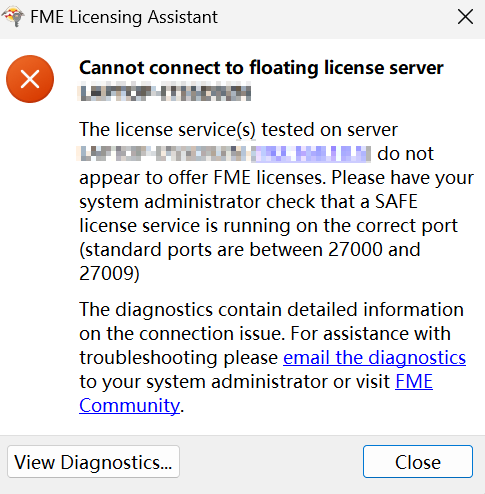 FME Licensing Assistant
Cannot connect to floating license server
The license service(s) tested on server
do not
appear to offer FME licenses. Please have your
system administrator check that a SAFE
license service is running on the correct port
(standard ports are between 27000 and
27009)
The diagnostics contain detailed information
on the connection issue. For assistance with
troubleshooting please email the diagnostics
to your system administrator or visit FME
Community.
View Diagnostics...
Close